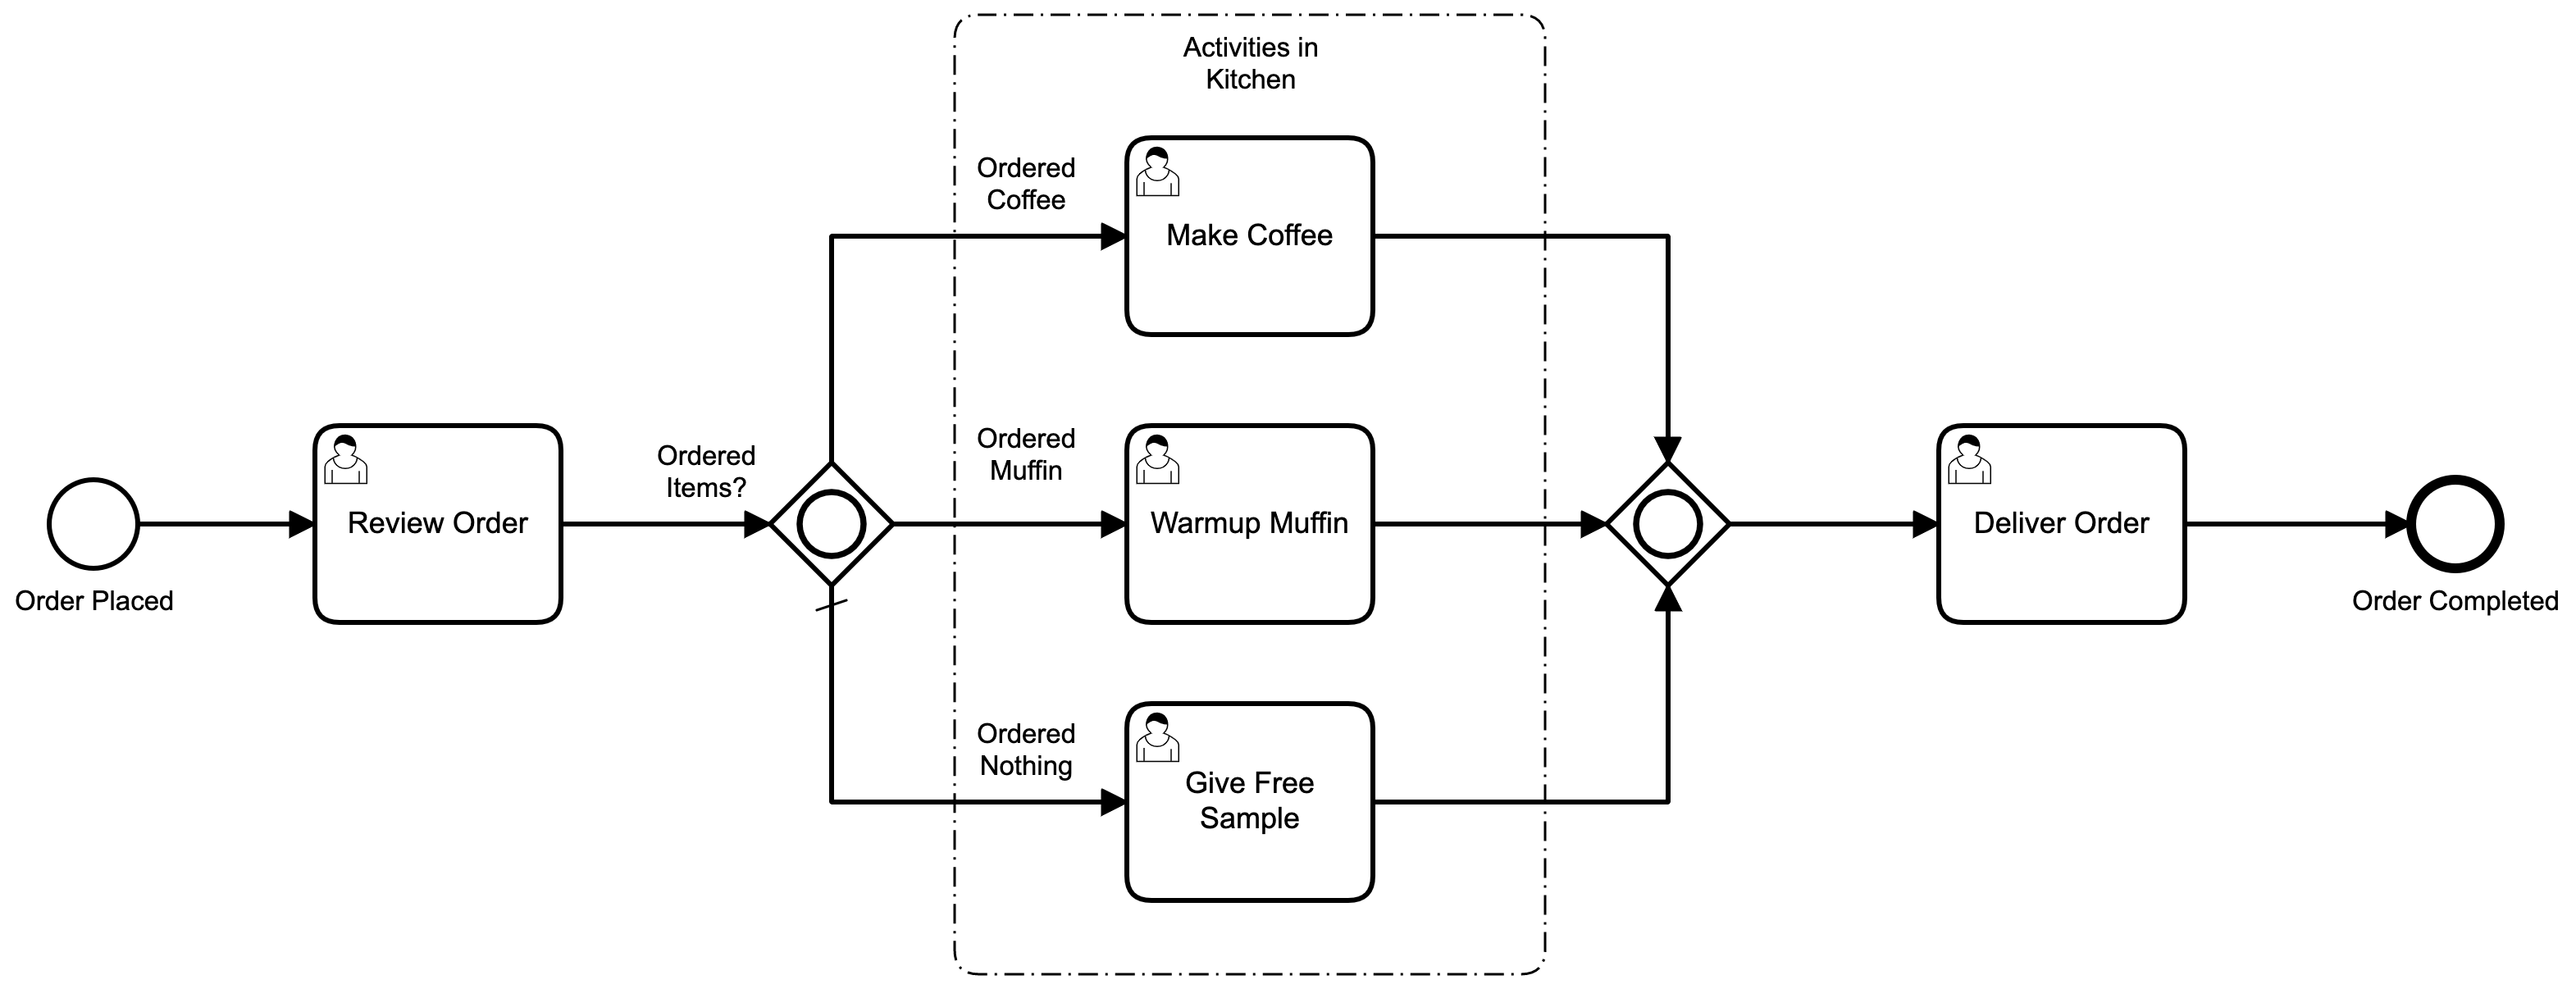 Activities in
Kitchen
Ordered
Coffee
Make Coffee
Ordered
Items?
Ordered
Muffin
Review Order
Warmup Muffin
Deliver Order
Order Placed
Order Completed
Ordered
Nothing
Give Free
Sample